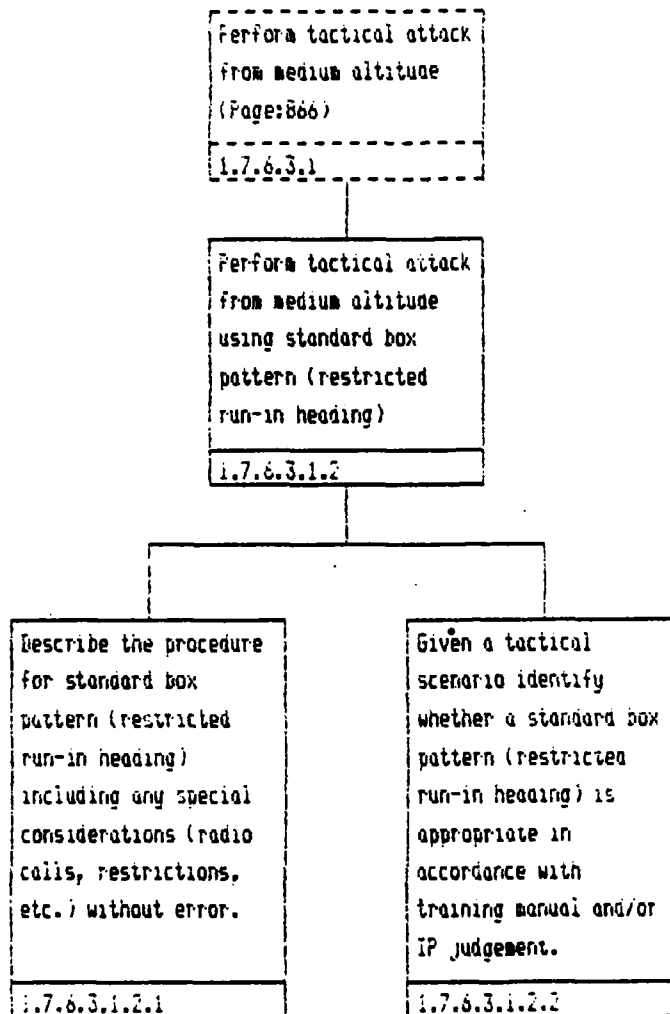 Perform tactical attack
from medium altitude
(Page:866)
1.7.6.3.1
Perform tactical attack
from medium altitude
using standard box
pattern (restricted
run-in heading)
1.7.6.3.1.2
Describe the procedure
for standard box
pattern (restricted
run-in heading)
including any special
considerations (radio
calls, restrictions,
etc.) without error.
1.7.6.3.1.2.1
Given a tactical
scenario identify
whether a standard box
pattern (restricted
run-in heading) is
appropriate in
accordance with
training manual and/or
IP judgement.
1.7.6.3.1.2.2